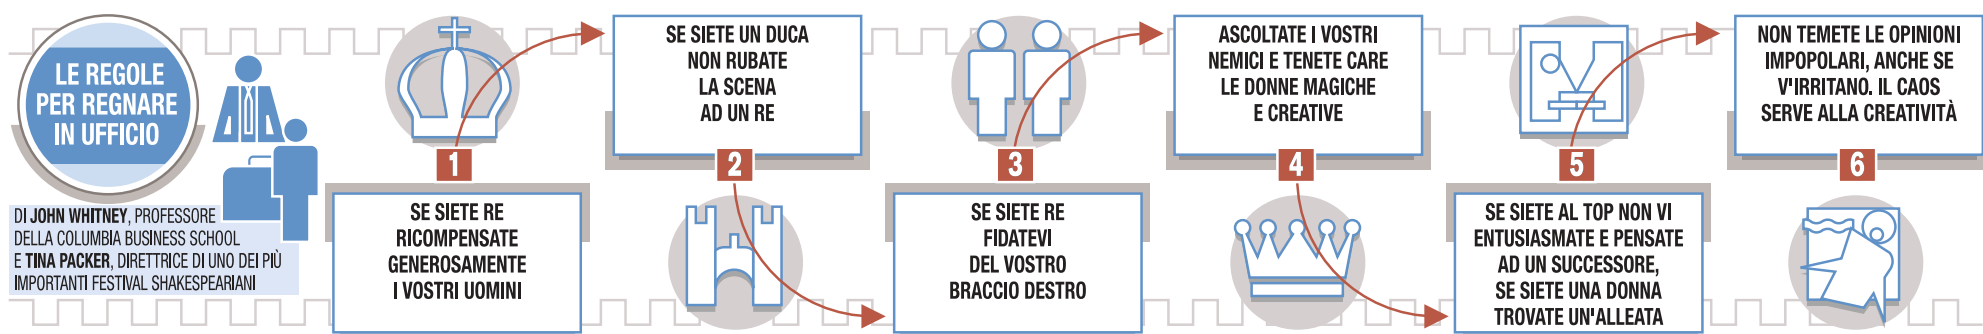 LE REGOLE
PER REGNARE
IN UFFICIO
DI JOHN WHITNEY, PROFESSORE
DELLA COLUMBIA BUSINESS SCHOOL
E TINA PACKER, DIRETTRICE DI UNO DEI PIÙ
IMPORTANTI FESTIVAL SHAKESPEARIANI
1
SE SIETE RE
RICOMPENSATE
GENEROSAMENTE
I VOSTRI UOMINI
SE SIETE UN DUCA
NON RUBATE
LA SCENA
AD UN RE
2
3
SE SIETE RE
FIDATEVI
DEL VOSTRO
BRACCIO DESTRO
ASCOLTATE I VOSTRI
NEMICI E TENETE CARE
LE DONNE MAGICHE
E CREATIVE
4
5
SE SIETE AL TOP NON VI
ENTUSIASMATE E PENSATE
AD UN SUCCESSORE,
SE SIETE UNA DONNA
TROVATE UN'ALLEATA
NON TEMETE LE OPINIONI
IMPOPOLARI, ANCHE SE
V'IRRITANO. IL CAOS
SERVE ALLA CREATIVITÀ
6